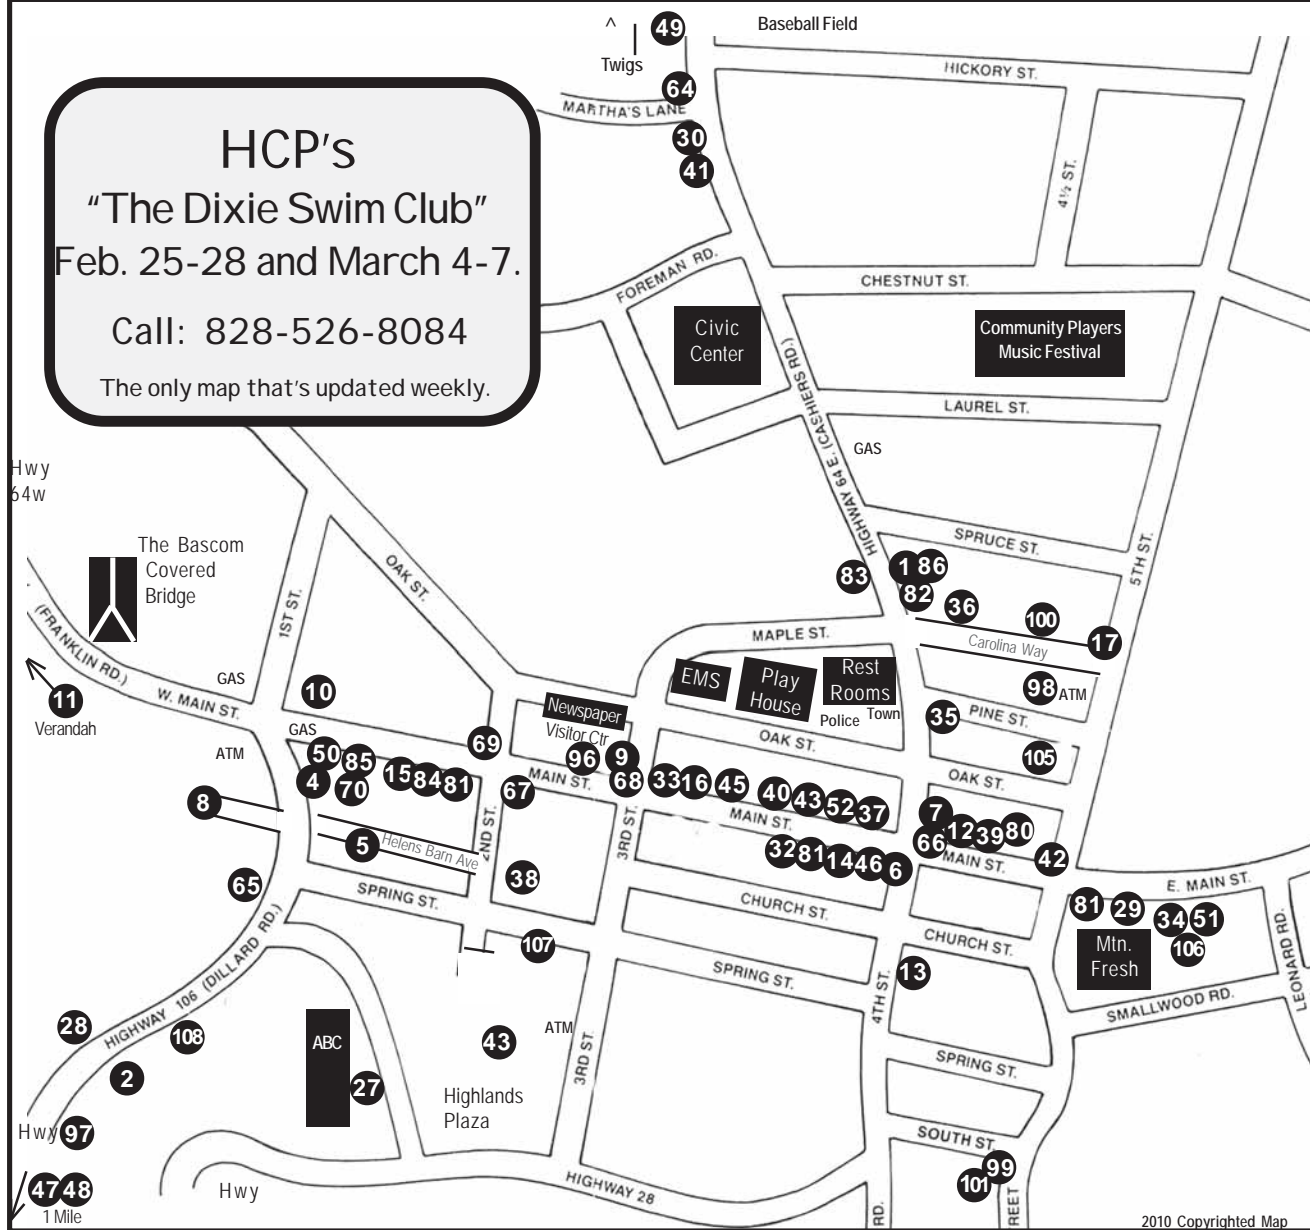 ^
49
Baseball Field
Twigs
HICKORY ST.
64
MARTHA'S LANE
30
41
4½ ST.
HCP's
“The Dixie Swim Club”
Feb. 25-28 and March 4-7.
Call: 828-526-8084
The only map that's updated weekly.
FOREMAN RD.
CHESTNUT ST.
Civic
Center
Community Players
Music Festival
HIGHWAY 64 E. (CASHIERS RD.)
LAUREL ST.
GAS
Hwy
64w
The Bascom
Covered
Bridge
OAK ST.
1ST ST.
SPRUCE ST.
5TH ST.
83
1
86
82
36
100
17
Carolina Way
(FRANKLIN RD.)
W. MAIN ST.
GAS
11
Verandah
10
MAPLE ST.
EMS
Play
House
Rest
Rooms
Police
Town
98
ATM
35
PINE ST.
Newspaper
Visitor Ctr
OAK ST.
105
ATM
GAS
50
85
4
70
15
84
81
69
67
MAIN ST.
96
9
68
33
16
45
40
43
52
37
MAIN ST.
OAK ST.
7
66
12
39
80
MAIN ST.
42
8
5
Helens Barn Ave
2ND ST.
3RD ST.
32
81
14
46
6
E. MAIN ST.
65
SPRING ST.
38
CHURCH ST.
CHURCH ST.
81
29
34
51
106
Mtn.
Fresh
LEONARD RD.
107
SPRING ST.
4TH ST.
13
SMALLWOOD RD.
28
HIGHWAY 106 (DILLARD RD.)
108
2
ABC
27
43
ATM
3RD ST.
Highlands
Plaza
SPRING ST.
Hwy
97
SOUTH ST.
99
101
47
48
1 Mile
Hwy
HIGHWAY 28
RD.
REET
2010 Copyrighted Map